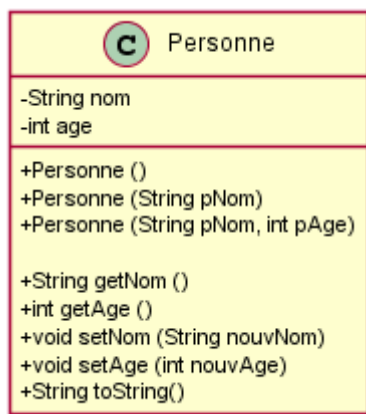 C Personne
-String nom
-int age
+Personne ()
+Personne (String pNom)
+Personne (String pNom, int pAge)
+String getNom ()
+int getAge ()
+void setNom (String nouvNom)
+void setAge (int nouvAge)
+String toString()